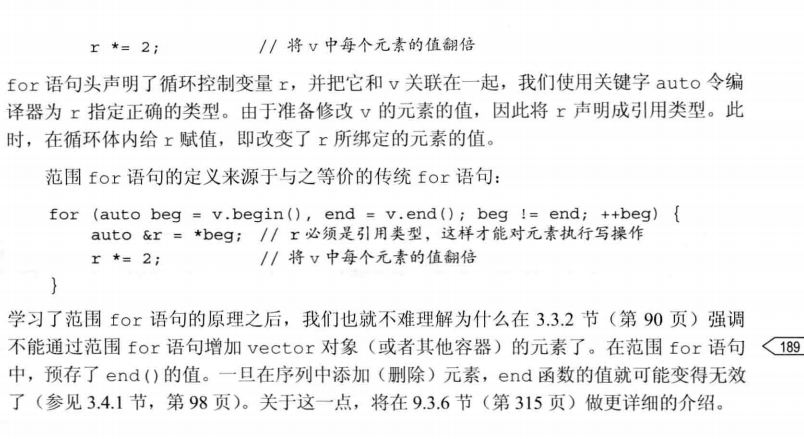 r *= 2;    // 将 v 中每个元素的值翻倍
for 语句头声明了循环控制变量 r，并把它和 v 关联在一起，我们使用关键字 auto 令编
译器为 r 指定正确的类型。由于准备修改 v 的元素的值，因此将 r 声明成引用类型。此
时，在循环体内给 r 赋值，即改变了 r 所绑定的元素的值。
范围 for 语句的定义来源于与之等价的传统 for 语句：
for (auto beg = v.begin(), end = v.end(); beg != end; ++beg) {
auto &r = *beg; // r 必须是引用类型，这样才能对元素执行写操作
r *= 2;    // 将 v 中每个元素的值翻倍
}
学习了范围 for 语句的原理之后，我们也就不难理解为什么在 3.3.2 节（第 90 页）强调
不能通过范围 for 语句增加 vector 对象（或者其他容器）的元素了。在范围 for 语句 189
中，预存了 end()的值。一旦在序列中添加（删除）元素，end 函数的值就可能变得无效
了（参见 3.4.1 节，第 98 页）。关于这一点，将在 9.3.6 节（第 315 页）做更详细的介绍。